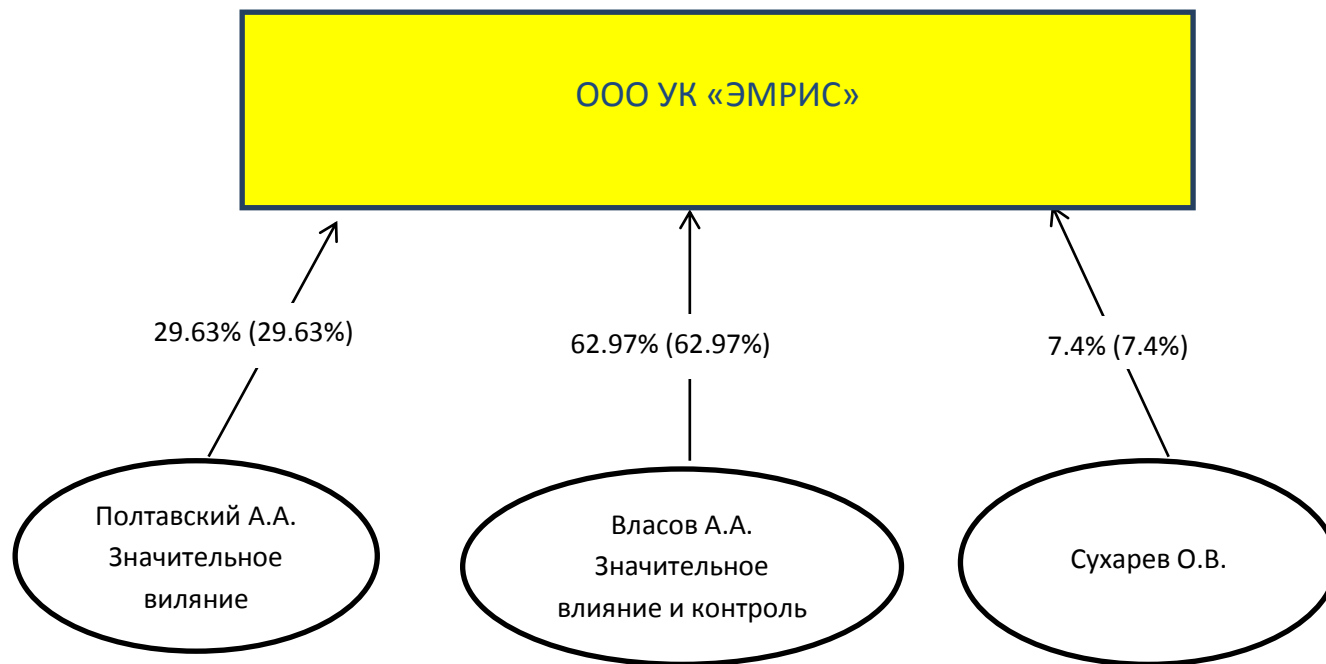 ООО УК «ЭМРИС»
29.63% (29.63%)
62.97% (62.97%)
7.4% (7.4%)
Полтавский А.А.
Значительное
виляние
Власов А.А.
Значительное
влияние и контроль
Сухарев О.В.